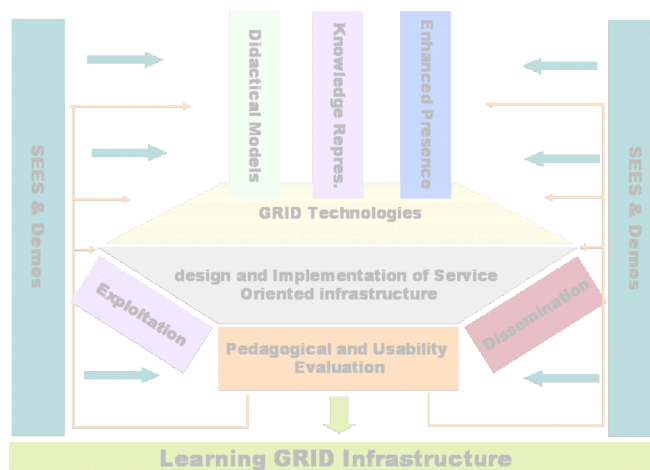 SEES & Demos
Didactical Models
Knowledge Repres.
Enhanced Presence
SEES & Demos
GRID Technologies
design and Implementation of Service
Oriented infrastructure
Exploitation
Dissemination
Pedagogical and Usability
Evaluation
Learning GRID Infrastructure